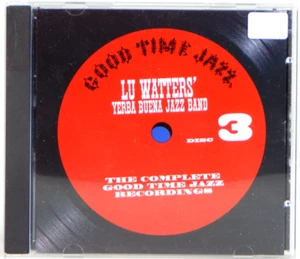 GOOD TIME JAZZ
LU WATTERS'
YERBA BUENA JAZZ BAND
DISC 3
THE COMPLETE
GOOD TIME JAZZ
RECORDINGS